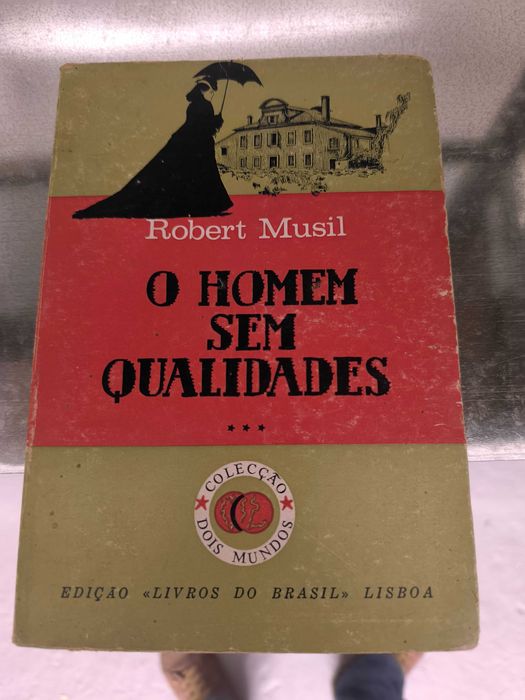 Robert Musil
O HOMEM
SEM
QUALIDADES
***
COLECÇÃO
DOIS MUNDOS
EDIÇÃO «LIVROS DO BRASIL» LISBOA